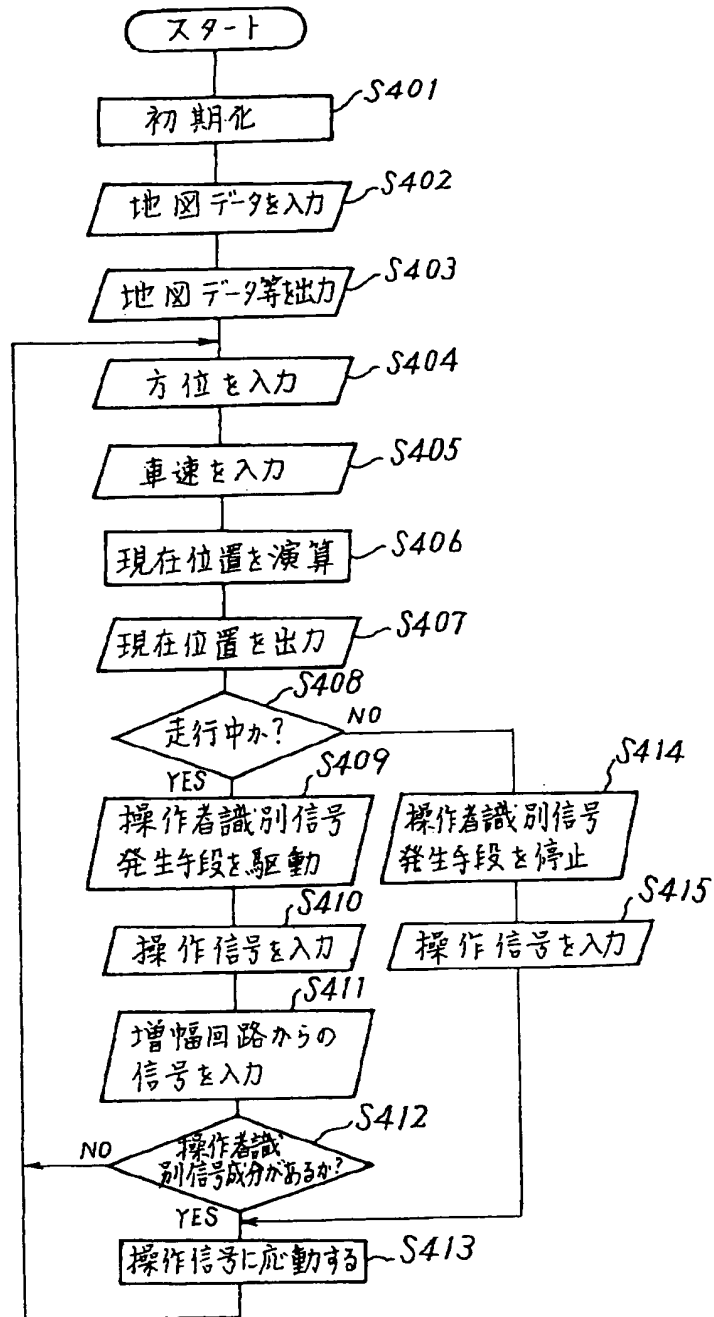 スタート
初期化
S401
地図データを入力
S402
地図データ等を出力
S403
方位を入力
S404
車速を入力
S405
現在位置を演算
S406
現在位置を出力
S407
S408
走行中か?
NO
YES
S409
操作者識別信号
発生手段を駆動
S410
操作信号を入力
S411
増幅回路からの
信号を入力
S412
操作者識
別信号成分があるか?
NO
YES
操作信号に応動する
S413
S414
操作者識別信号
発生手段を停止
S415
操作信号を入力